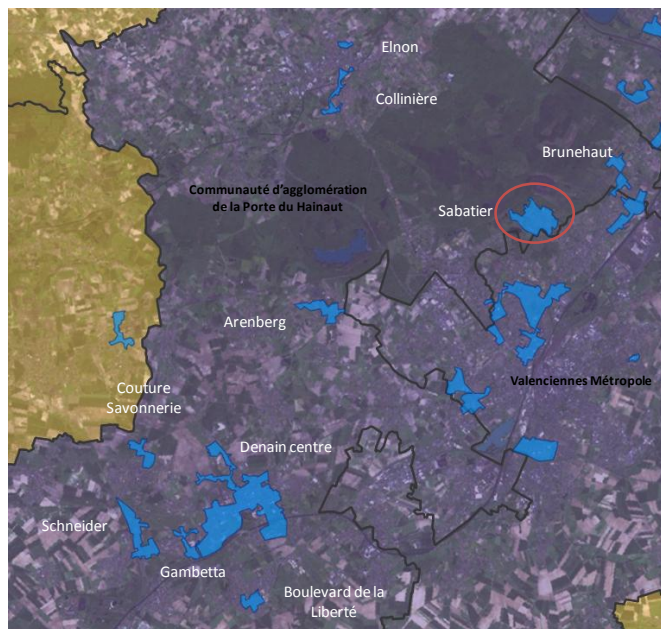 Elnon
Collinière
Brunehaut
Communauté d'agglomération
de la Porte du Hainaut
Sabatier
Arenberg
Couture
Savonnerie
Valenciennes Métropole
Denain centre
Schneider
Gambetta
Boulevard de la
Liberté